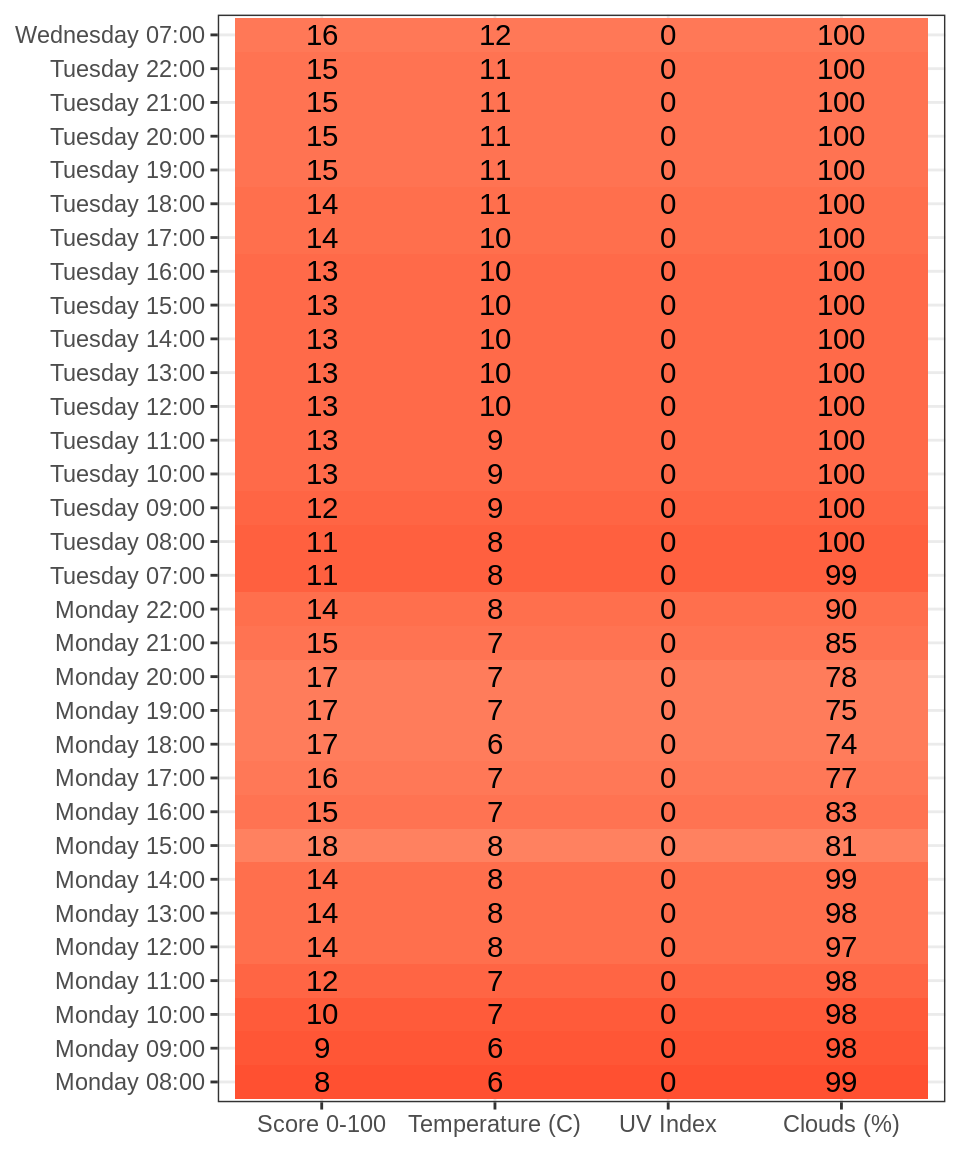 Wednesday 07:00 16 12 0 100
Tuesday 22:00 15 11 0 100
Tuesday 21:00 15 11 0 100
Tuesday 20:00 15 11 0 100
Tuesday 19:00 15 11 0 100
Tuesday 18:00 14 11 0 100
Tuesday 17:00 14 10 0 100
Tuesday 16:00 13 10 0 100
Tuesday 15:00 13 10 0 100
Tuesday 14:00 13 10 0 100
Tuesday 13:00 13 10 0 100
Tuesday 12:00 13 10 0 100
Tuesday 11:00 13 9 0 100
Tuesday 10:00 13 9 0 100
Tuesday 09:00 12 9 0 100
Tuesday 08:00 11 8 0 100
Tuesday 07:00 11 8 0 99
Monday 22:00 14 8 0 90
Monday 21:00 15 7 0 85
Monday 20:00 17 7 0 78
Monday 19:00 17 7 0 75
Monday 18:00 17 6 0 74
Monday 17:00 16 7 0 77
Monday 16:00 15 7 0 83
Monday 15:00 18 8 0 81
Monday 14:00 14 8 0 99
Monday 13:00 14 8 0 98
Monday 12:00 14 8 0 97
Monday 11:00 12 7 0 98
Monday 10:00 10 7 0 98
Monday 09:00 9 6 0 98
Monday 08:00 8 6 0 99
Score 0-100 Temperature (C) UV Index Clouds (%)